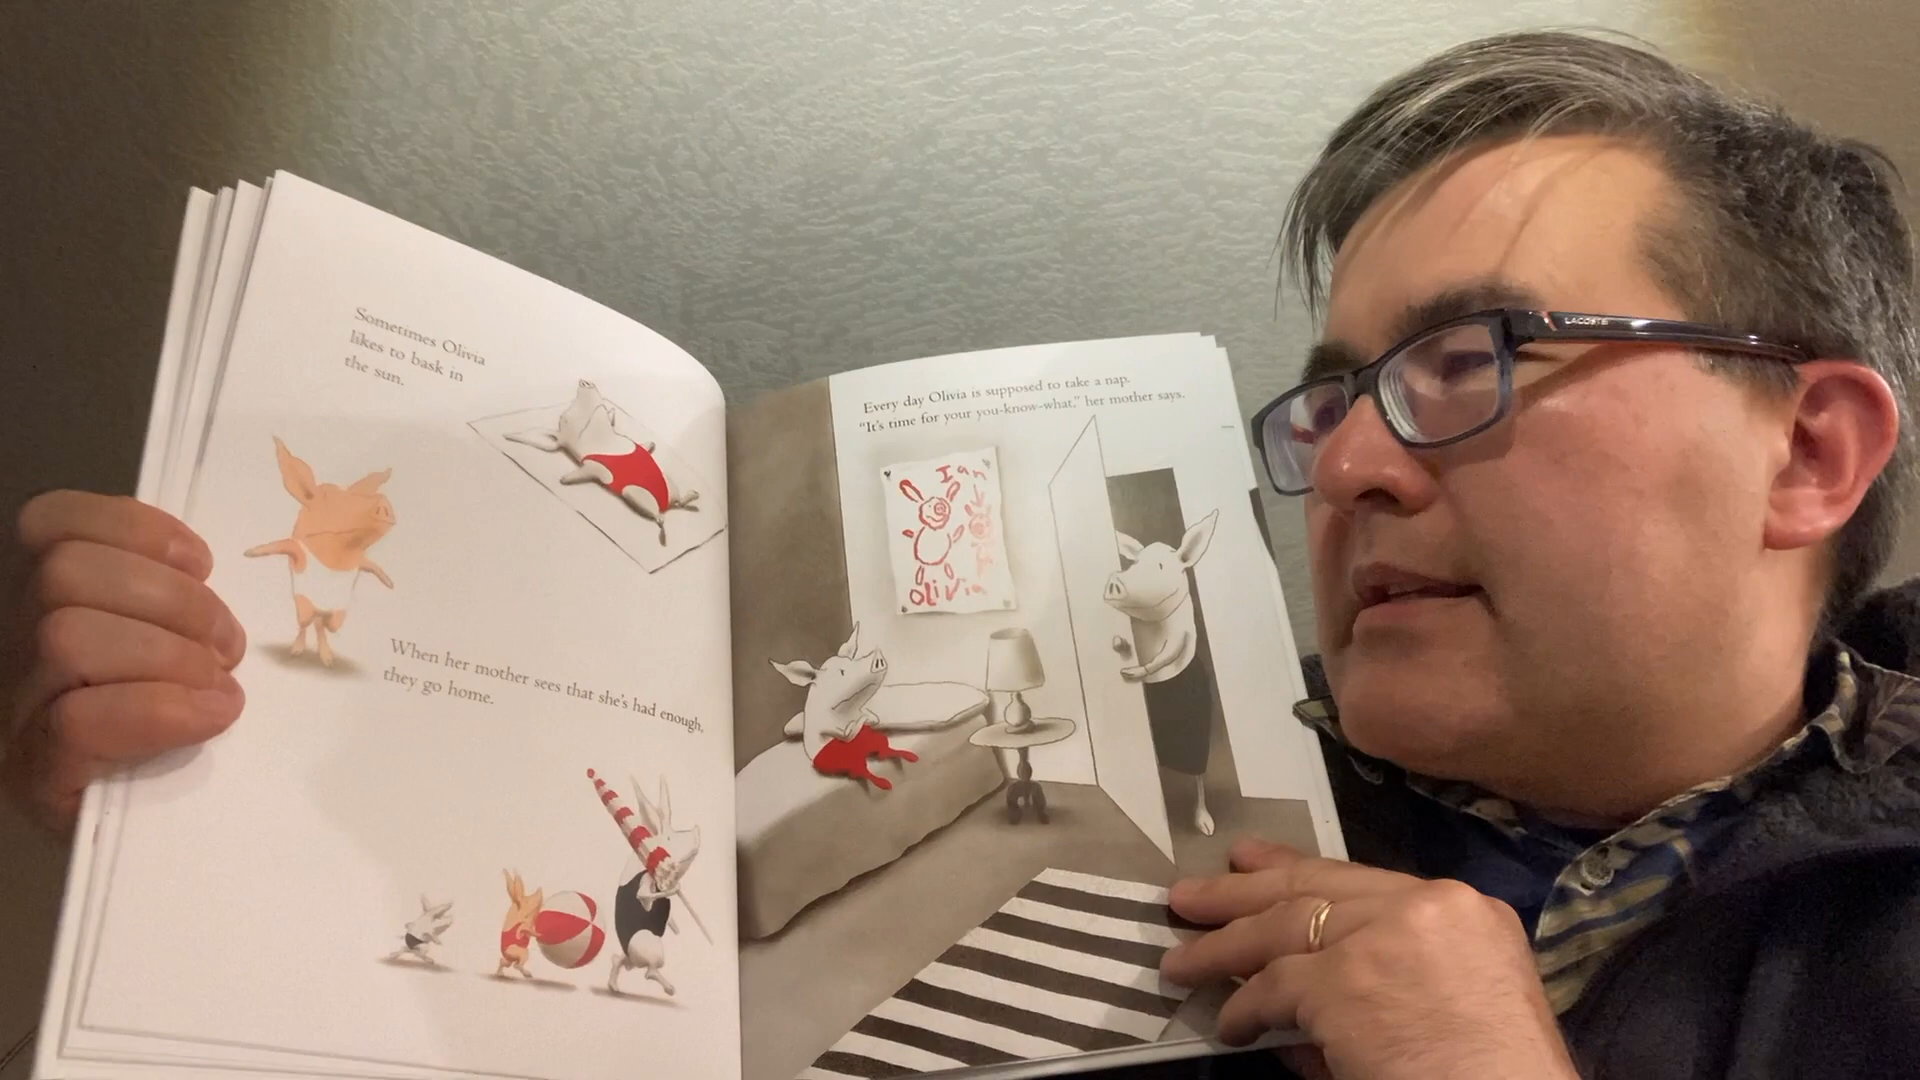 Sometimes Olivia
likes to bask in
the sun.
When her mother sees that she's had enough,
they go home.
Every day Olivia is supposed to take a nap.
"It's time for your you-know-what," her mother says.
Ian
OLiVia
LACOSTE